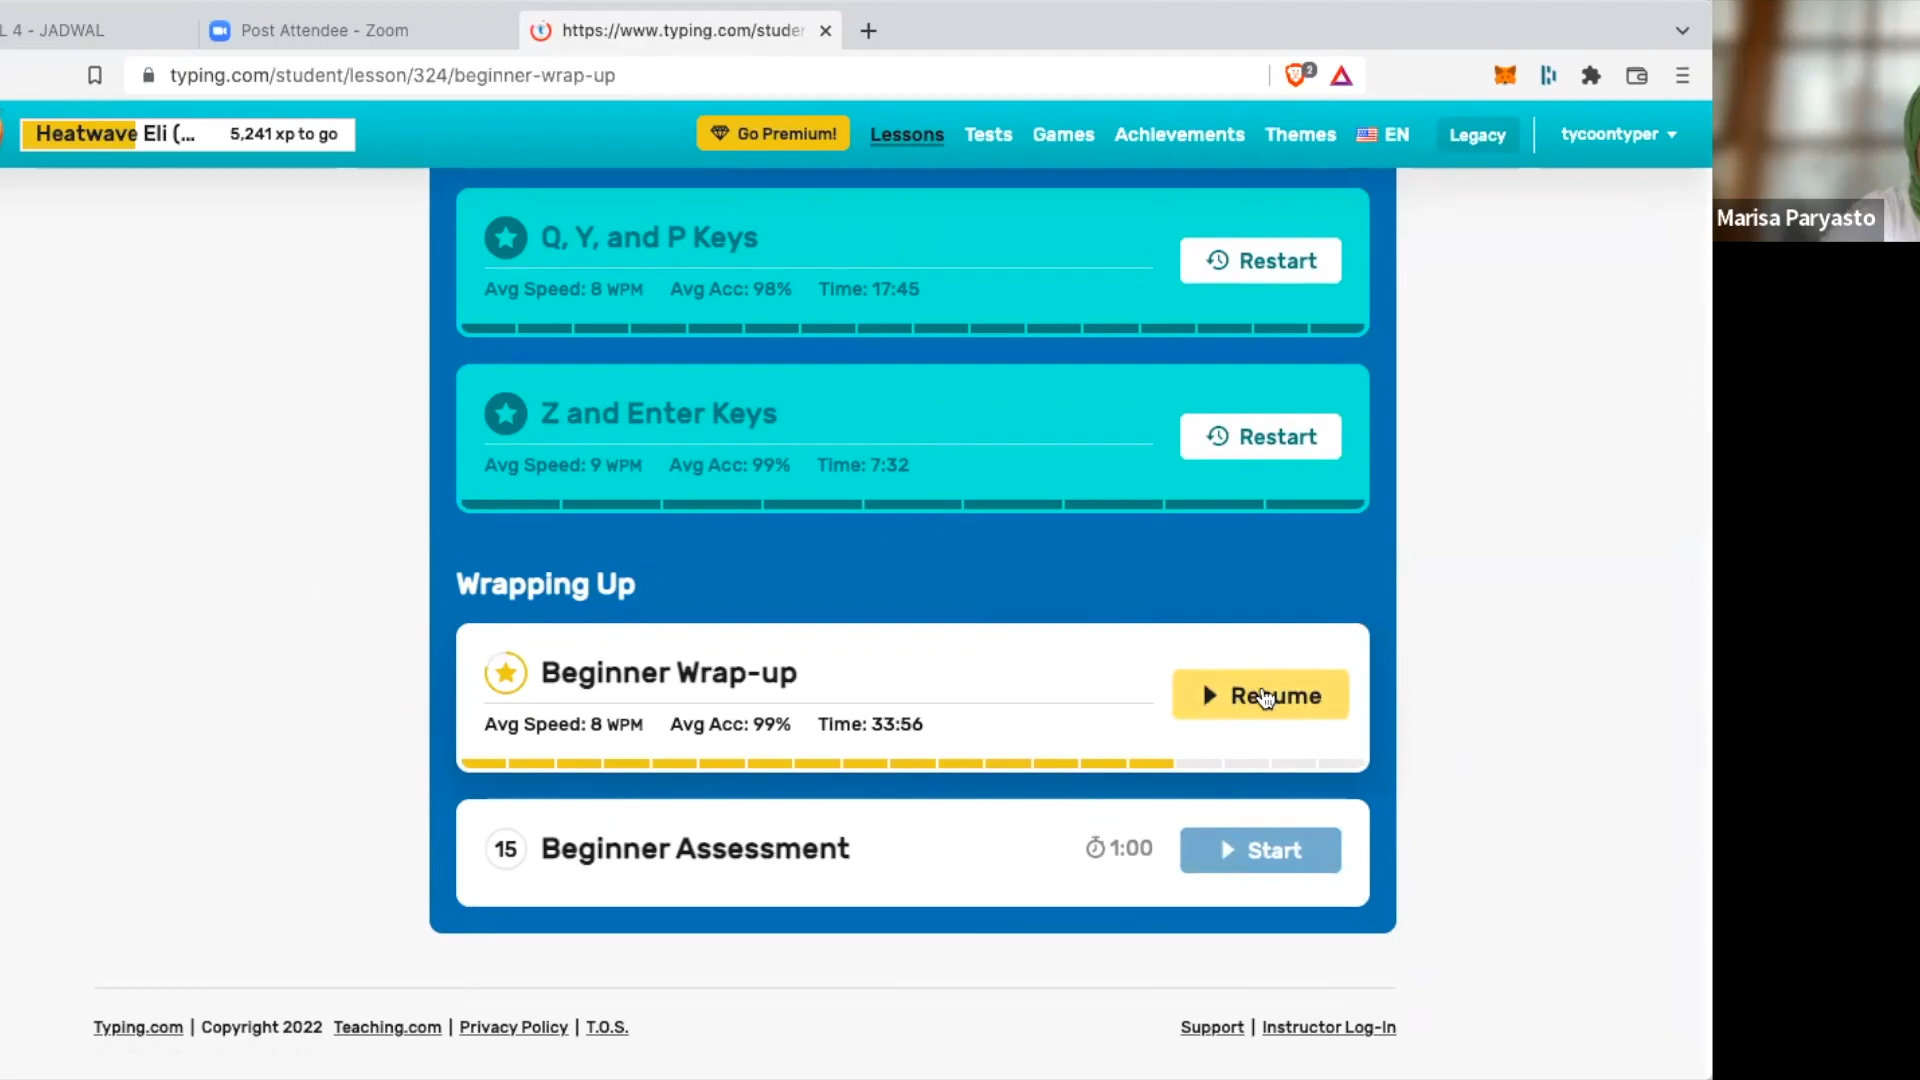 L 4 - JADWAL
Post Attendee - Zoom
https://www.typing.com/studer
typing.com/student/lesson/324/beginner-wrap-up
2
Heatwave Eli (...
5,241 xp to go
Go Premium!
Lessons
Tests
Games
Achievements
Themes
EN
Legacy
tycoontyper
Marisa Paryasto
Q, Y, and P Keys
Restart
Avg Speed: 8 WPM
Avg Acc: 98%
Time: 17:45
Z and Enter Keys
Restart
Avg Speed: 9 WPM
Avg Acc: 99%
Time: 7:32
Wrapping Up
Beginner Wrap-up
Resume
Avg Speed: 8 WPM
Avg Acc: 99%
Time: 33:56
15
Beginner Assessment
1:00
Start
Typing.com | Copyright 2022 Teaching.com | Privacy Policy | T.O.S.
Support | Instructor Log-In